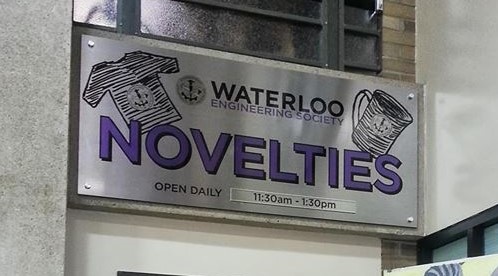 WATERLOO
ENGINEERING SOCIETY
NOVELTIES
OPEN DAILY 11:30am - 1:30pm